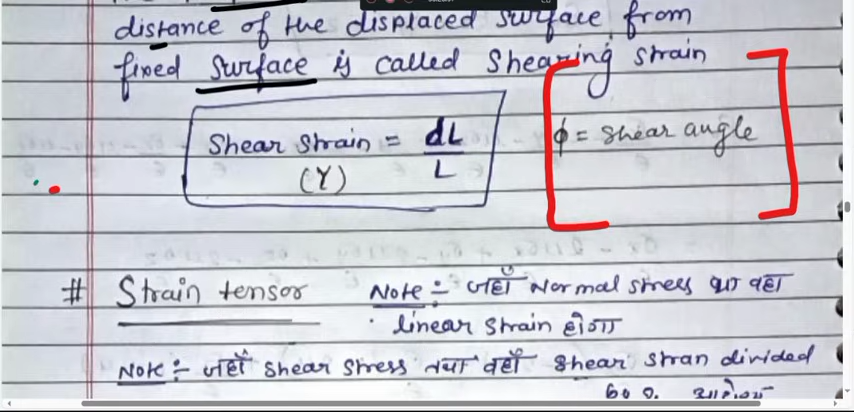 distance of the displaced surface from
fixed surface is called shearing strain
Shear strain = dL/L
(γ)
ϕ = shear angle
# Strain tensor Note :- जहाँ Normal stress था वहा
linear strain होगा
Note :- जहाँ shear stress वहाँ shear stran divided